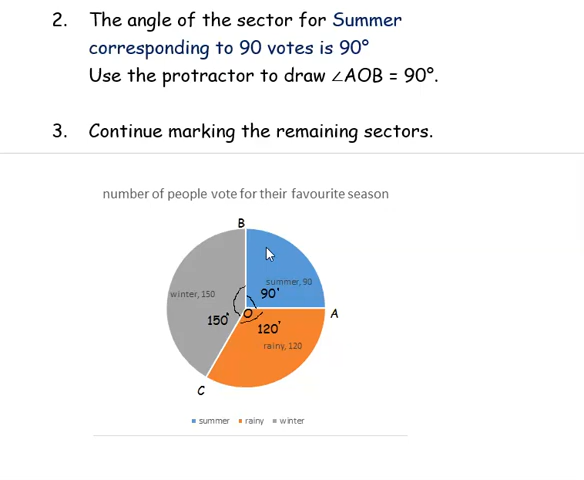 2. The angle of the sector for Summer
corresponding to 90 votes is 90°
Use the protractor to draw ∠AOB = 90°.
3. Continue marking the remaining sectors.
number of people vote for their favourite season
B
summer, 90
winter, 150
90'
O
A
150'
120'
rainy, 120
C
summer rainy winter